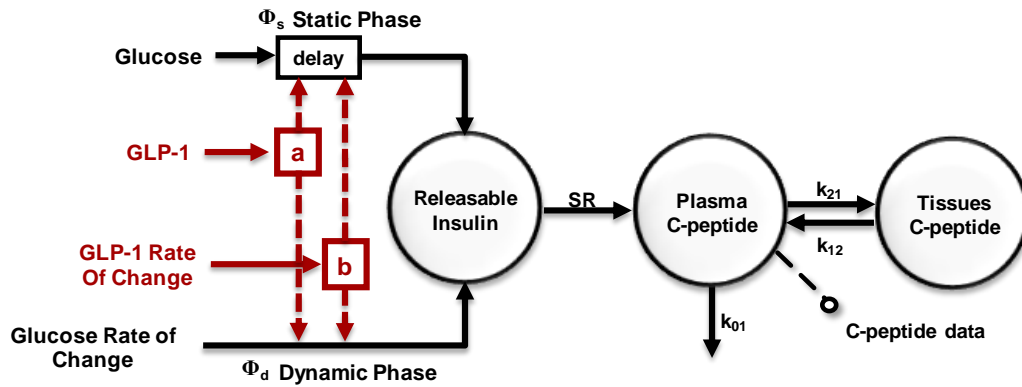 Φs Static Phase
Glucose
delay
GLP-1
a
Releasable
Insulin
SR
Plasma
C-peptide
k21
k12
Tissues
C-peptide
GLP-1 Rate
Of Change
b
k01
C-peptide data
Glucose Rate of
Change
Φd Dynamic Phase